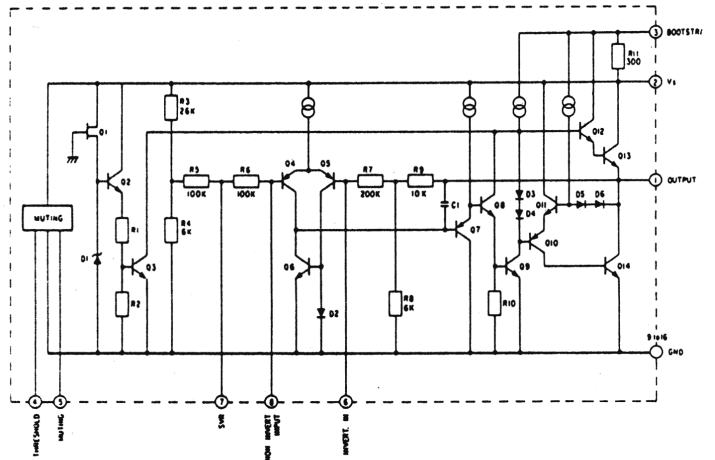 3
BOOTSTR/
R11
300
2
Vs
R3
26K
Q1
Q12
Q13
Q2
R5
100K
R6
100K
Q4
Q5
R7
200K
R9
10K
1
OUTPUT
C1
D3
D4
Q11
D5
D6
MUTING
R1
R4
6K
Q7
Q8
Q10
D1
Q3
Q6
Q9
Q14
R2
D2
R8
6K
R10
9 to 16
GND
4
5
7
8
6
THRESHOLD
MUTING
SVR
NON INVERT
INPUT
INVERT. IN